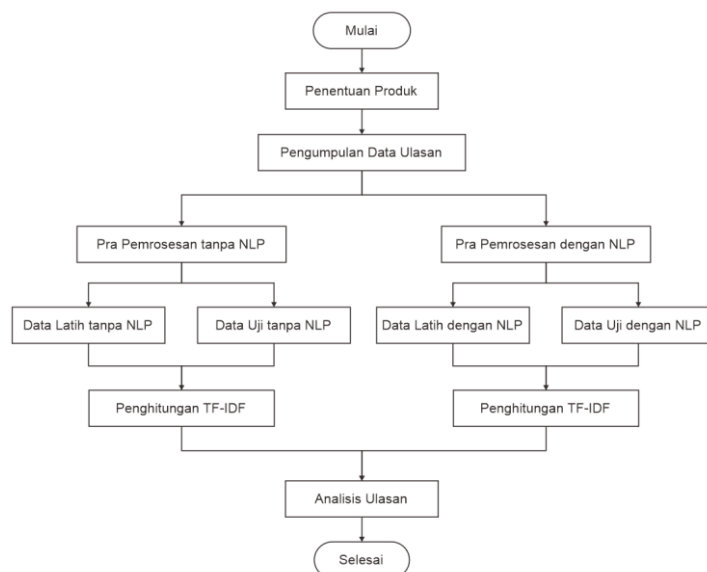 Mulai
Penentuan Produk
Pengumpulan Data Ulasan
Pra Pemrosesan tanpa NLP
Pra Pemrosesan dengan NLP
Data Latih tanpa NLP
Data Uji tanpa NLP
Data Latih dengan NLP
Data Uji dengan NLP
Penghitungan TF-IDF
Penghitungan TF-IDF
Analisis Ulasan
Selesai